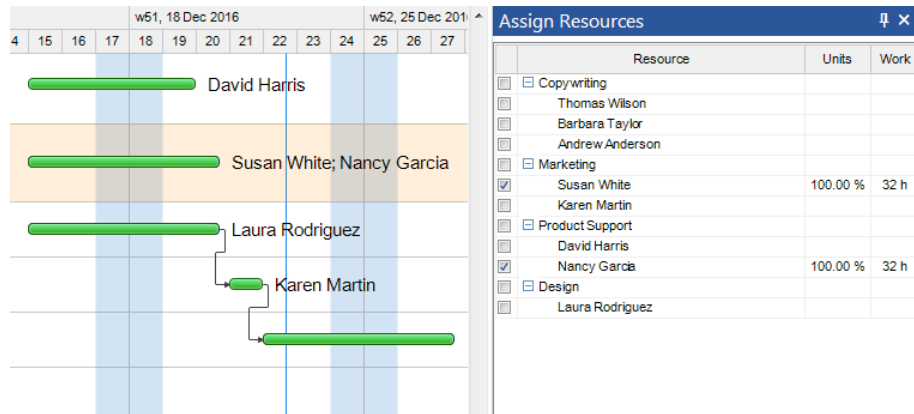 w51, 18 Dec 2016
w52, 25 Dec 201
4 15 16 17 18 19 20 21 22 23 24 25 26 27
David Harris
Susan White; Nancy Garcia
Laura Rodriguez
Karen Martin
Assign Resources
Resource Units Work
Copywriting
Thomas Wilson
Barbara Taylor
Andrew Anderson
Marketing
Susan White 100.00 % 32 h
Karen Martin
Product Support
David Harris
Nancy Garcia 100.00 % 32 h
Design
Laura Rodriguez